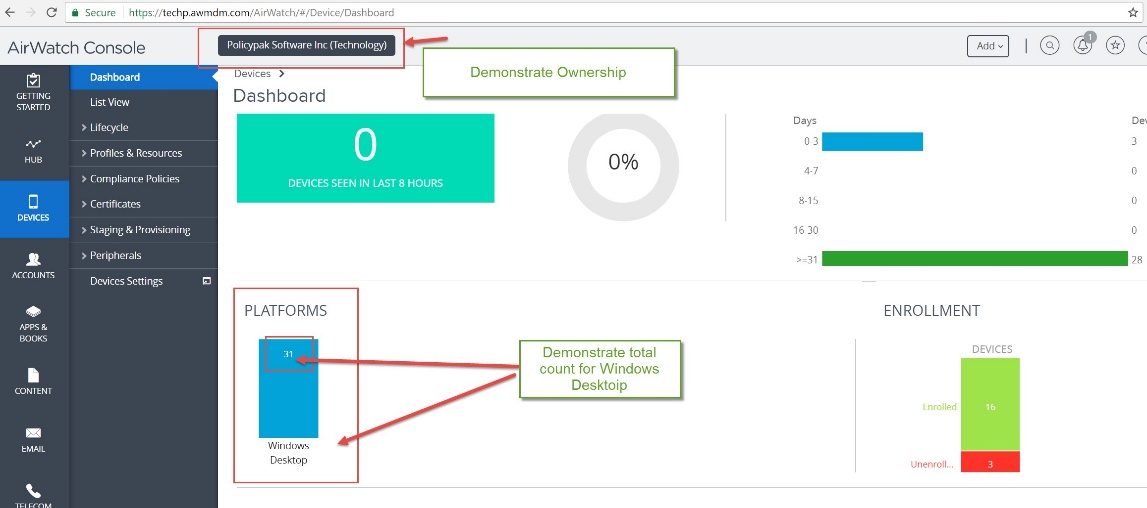 Secure https://techp.awmdm.com/AirWatch/#/Device/Dashboard
AirWatch Console
Policypak Software Inc (Technology)
Add
1
Demonstrate Ownership
GETTING
STARTED
HUB
DEVICES
ACCOUNTS
APPS &
BOOKS
CONTENT
EMAIL
TELECOM
Dashboard
List View
Lifecycle
Profiles & Resources
Compliance Policies
Certificates
Staging & Provisioning
Peripherals
Devices Settings
Devices
Dashboard
0
DEVICES SEEN IN LAST 8 HOURS
0%
Days
0-3 3
4-7 0
8-15 0
16-30 0
>=31 28
PLATFORMS
31
Windows
Desktop
Demonstrate total
count for Windows
Desktoip
ENROLLMENT
DEVICES
Enrolled 16
Unenroll... 3